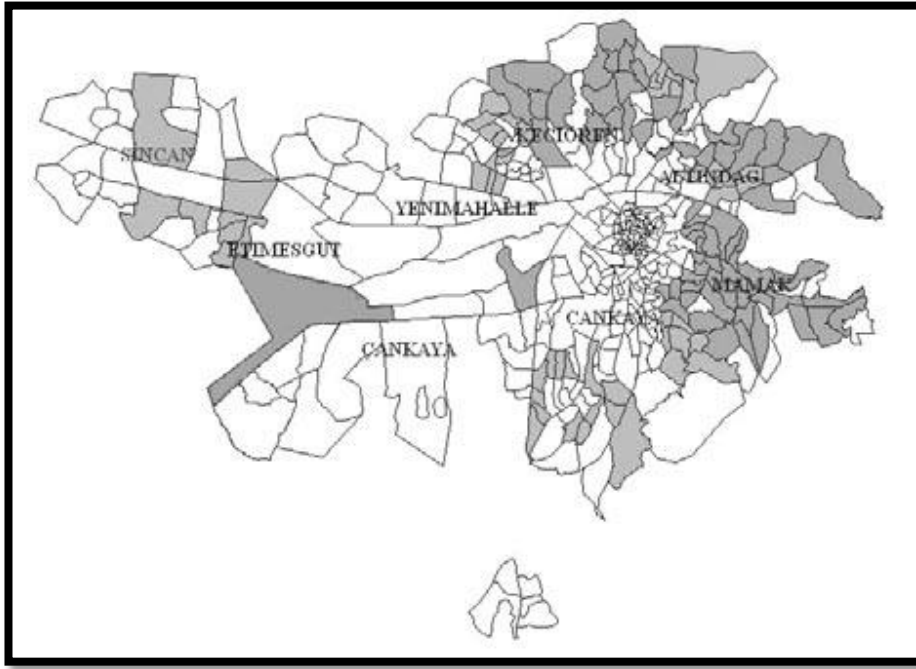 KECIOREN
SINCAN
ALTINDAG
YENIMAHALLE
ETIMESGUT
MAMAK
CANKAYA
CANKAYA